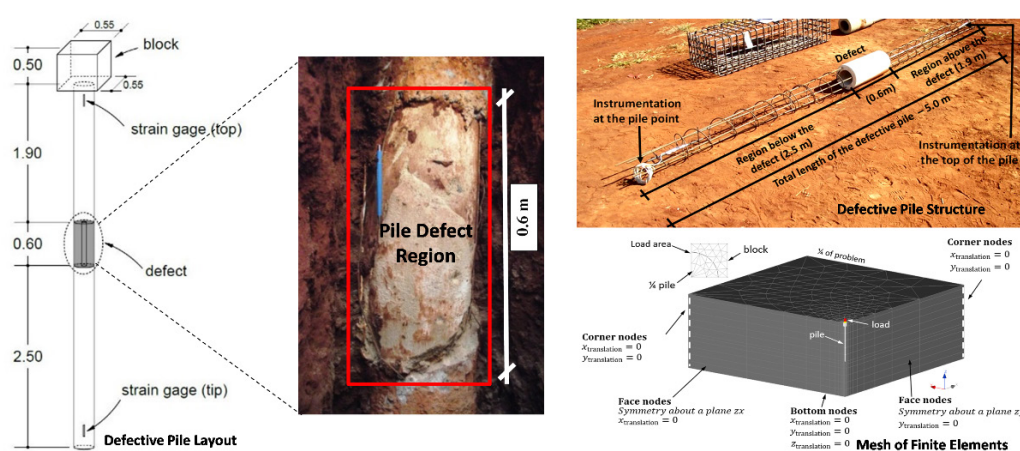 0.55
block
0.50
0.55
strain gage (top)
1.90
0.60
defect
2.50
strain gage (tip)
Defective Pile Layout
Pile Defect
Region
0.6 m
Defect
Region above the
defect (1.9 m)
(0.6m)
Instrumentation
at the pile point
Region below the
defect (2.5 m)
Total length of the defective pile – 5.0 m
Instrumentation at
the top of the pile
Defective Pile Structure
Load area
block
¼ pile
¼ of problem
Corner nodes
xtranslation = 0
ytranslation = 0
load
pile
Corner nodes
xtranslation = 0
ytranslation = 0
Face nodes
Symmetry about a plane zx
xtranslation = 0
Bottom nodes
xtranslation = 0
ytranslation = 0
ztranslation = 0
Face nodes
Symmetry about a plane zy
ytranslation = 0
Mesh of Finite Elements